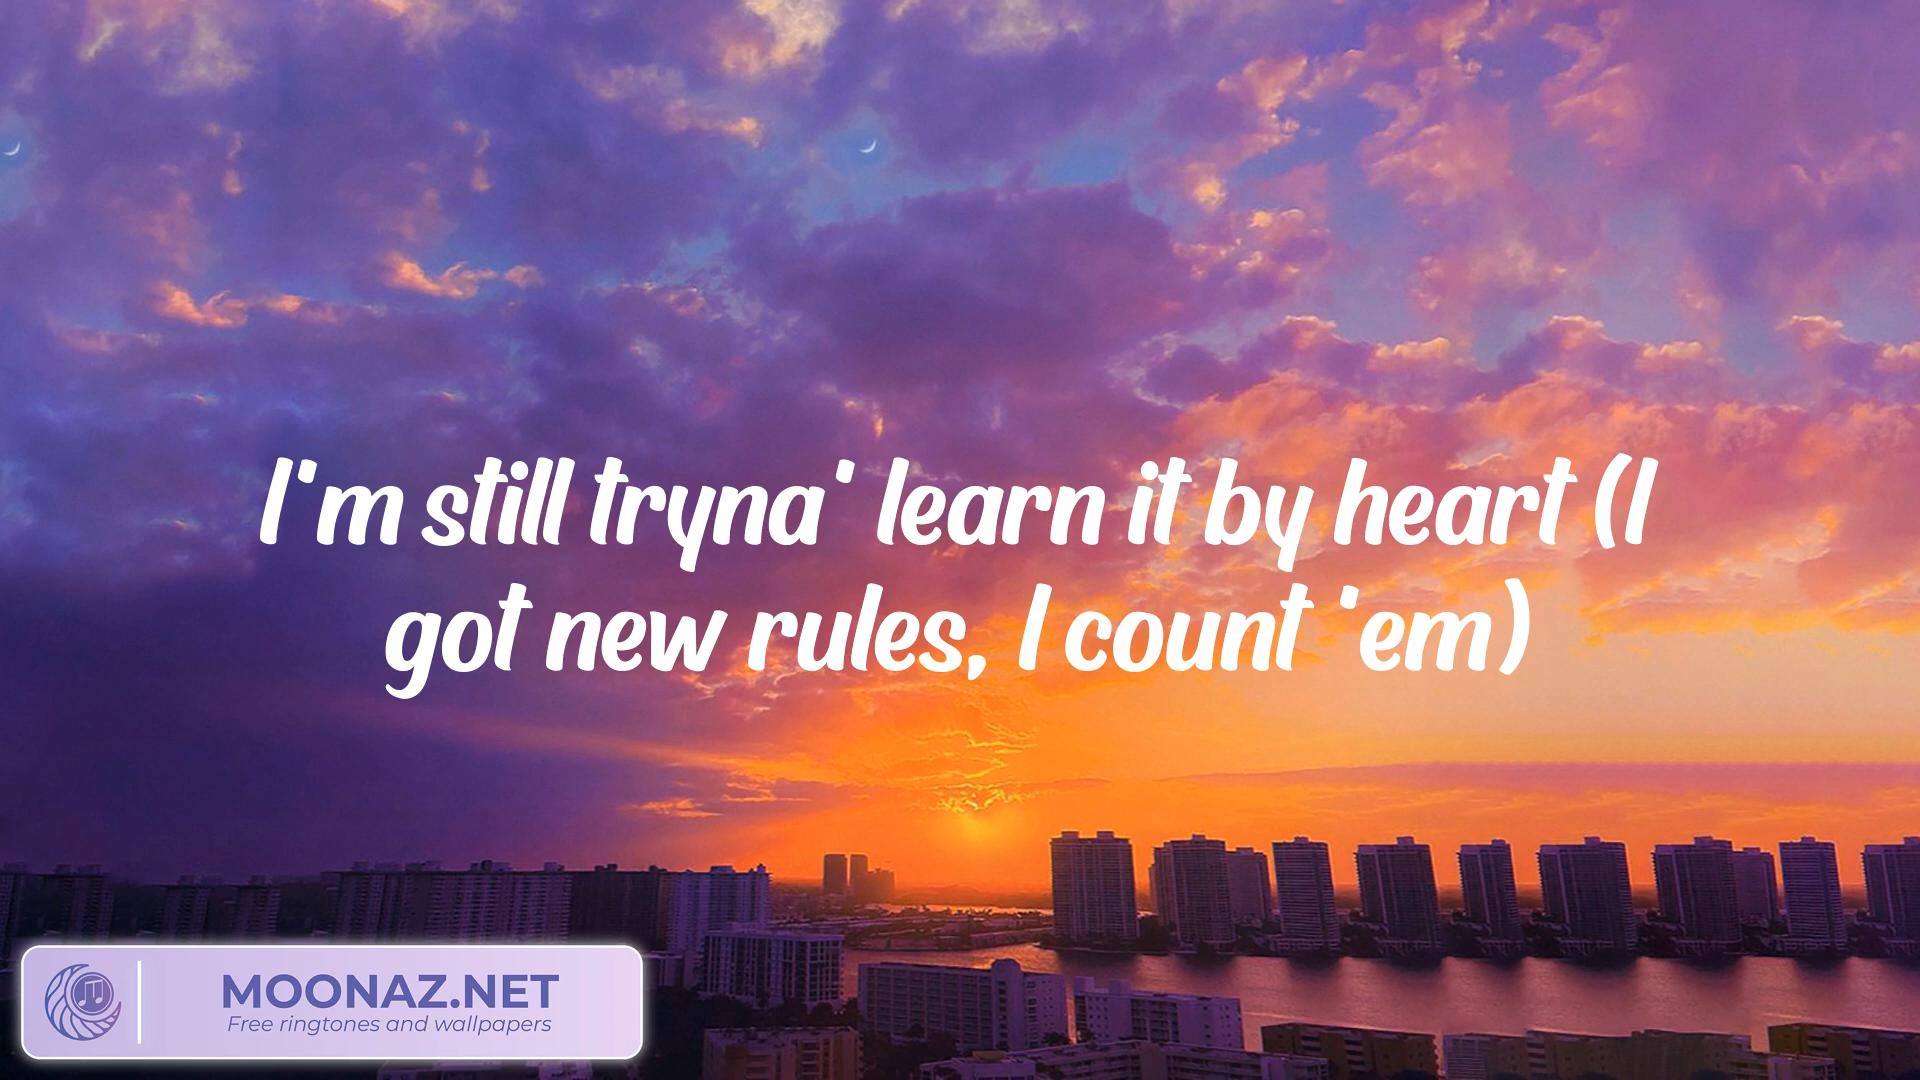 I'm still tryna' learn it by heart (I
got new rules, I count 'em)
MOONAZ.NET
Free ringtones and wallpapers